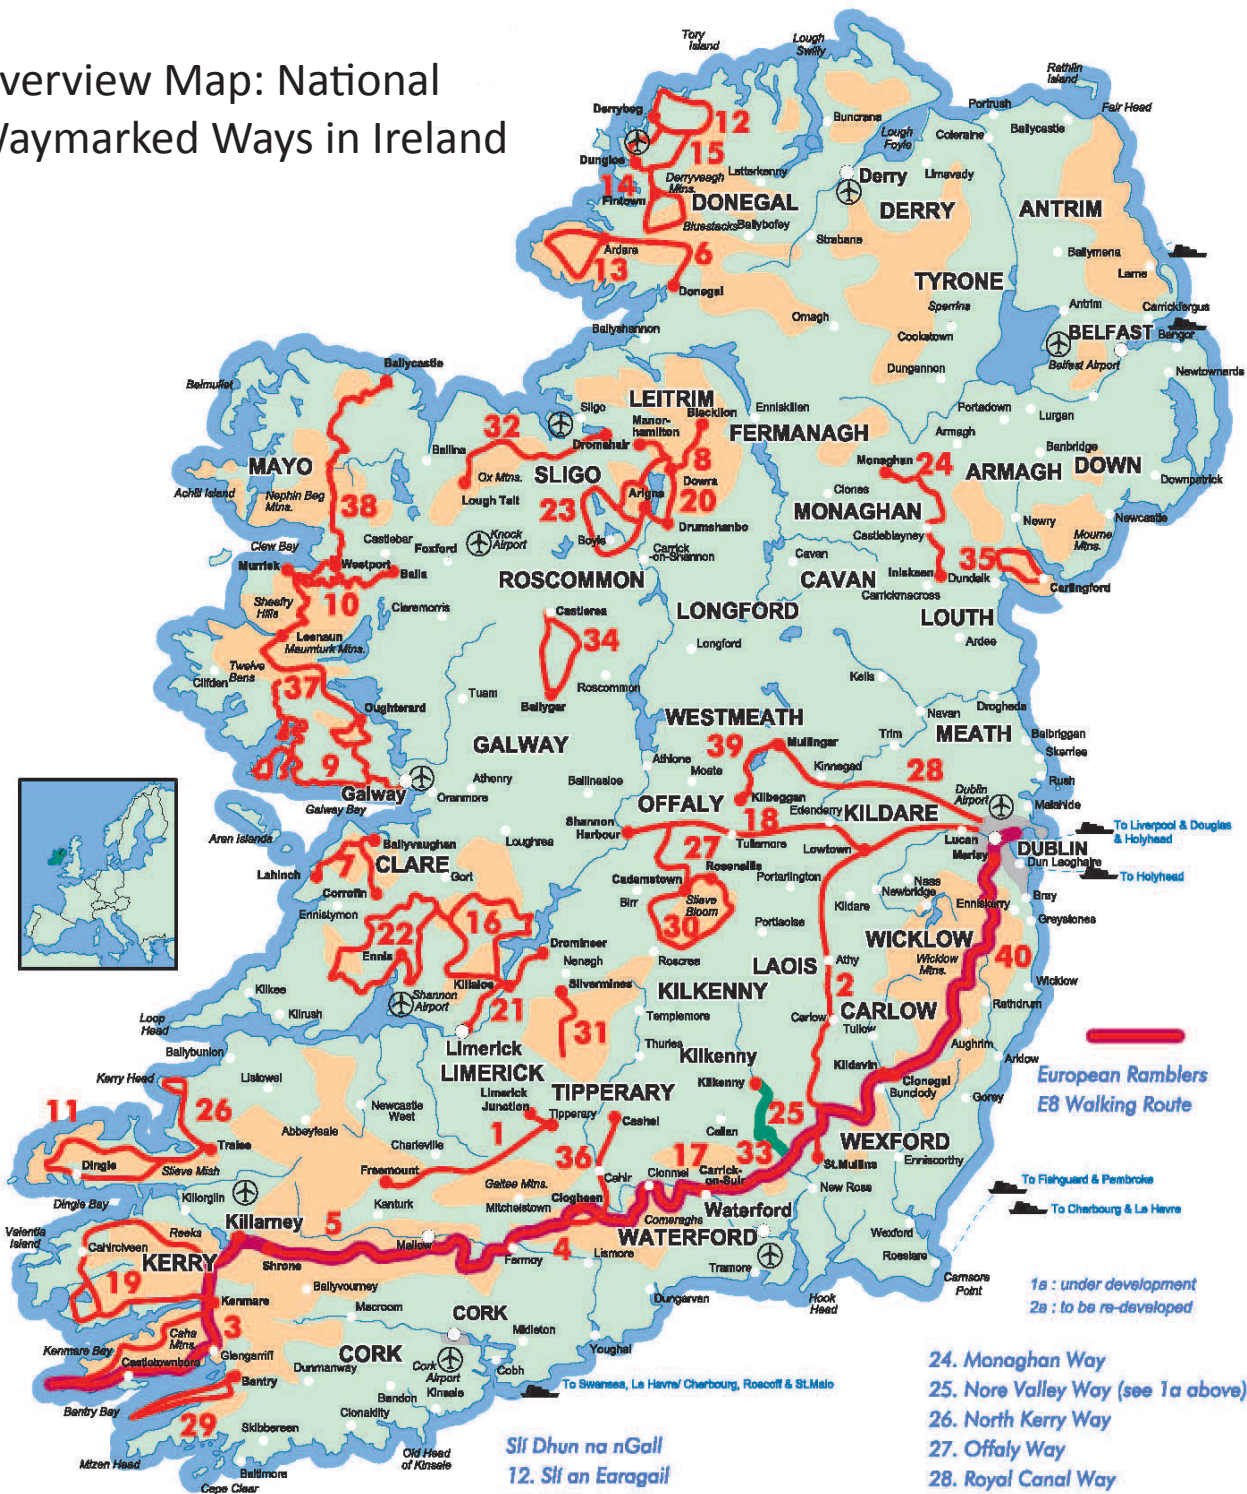 verview Map: National
Waymarked Ways in Ireland
Tory
Island
Lough
Swilly
Rathlin
Island
Fair Head
Derrybeg
12
Buncrana
Portrush
Ballycastle
Coleraine
Lough
Foyle
Dungloe
15
Letterkenny
Derryveagh
Mtns.
Derry
Limavady
14
Fintown
DONEGAL
DERRY
ANTRIM
Bluestacks
Ballybofey
Strabane
Ardara
13
6
Ballymena
Larne
Donegal
TYRONE
Sperrins
Antrim
Carrickfergus
Omagh
Cookstown
BELFAST
Bangor
Belfast Airport
Ballyshannon
Dungannon
Newtownards
Ballycastle
Belmullet
LEITRIM
Sligo
Manor-
hamilton
Blacklion
Enniskillen
Portadown
Lurgan
32
Dromahair
FERMANAGH
Armagh
Banbridge
Ballina
MAYO
SLIGO
8
Monaghan
24
ARMAGH
DOWN
Downpatrick
Achill Island
Nephin Beg
Mtns.
Ox Mtns.
Lough Talt
Dowra
Clones
38
23
Arigna
20
MONAGHAN
Newry
Newcastle
Mourne
Mtns.
Drumshanbo
Castleblayney
Castlebar
Foxford
Knock
Airport
Boyle
Carrick
-on-Shannon
Clew Bay
Murrisk
Westport
Balla
Cavan
CAVAN
Iniskeen
35
Dundalk
Carlingford
ROSCOMMON
Carrickmacross
10
Sheeffry
Hills
Claremorris
Castlerea
LONGFORD
LOUTH
Leenaun
Maumturk Mtns.
34
Longford
Ardee
Twelve
Bens
Clifden
37
Roscommon
Kells
Oughterard
Tuam
Ballygar
Drogheda
WESTMEATH
Navan
GALWAY
39
Mullingar
Trim
MEATH
Balbriggan
Skerries
9
Athlone
Moate
Kinnegad
28
Rush
Galway
Athenry
Ballinasloe
Kilbeggan
Dublin
Airport
Malahide
Oranmore
OFFALY
Edenderry
KILDARE
Galway Bay
Aran Islands
Shannon
Harbour
18
To Liverpool & Douglas
& Holyhead
Loughrea
Tullamore
Lowtown
Lucan
Marlay
DUBLIN
Dun Laoghaire
Ballyvaughan
7
CLARE
27
Rosenallis
Lahinch
Gort
Cadamstown
Portarlington
Naas
To Holyhead
Corrofin
Newbridge
Bray
Birr
Slieve
Bloom
Enniskerry
Ennistymon
Kildare
Greystones
16
30
Portlaoise
22
WICKLOW
Ennis
Dromineer
Roscrea
LAOIS
Athy
Wicklow
Mtns.
40
Nenagh
Killaloe
Silvermines
KILKENNY
2
Wicklow
Kilkee
Shannon
Airport
21
CARLOW
Rathdrum
Loop
Head
Kilrush
31
Templemore
Carlow
Tullow
Limerick
Thurles
Kilkenny
Aughrim
Arklow
Ballybunion
LIMERICK
Kilkenny
Kildavin
Kerry Head
Listowel
Limerick
Junction
TIPPERARY
Clonegal
Bunclody
European Ramblers
E8 Walking Route
11
26
Newcastle
West
Tipperary
Cashel
25
Gorey
Abbeyfeale
1
Callan
Tralee
Charleville
WEXFORD
Dingle
Slieve Mish
36
17
33
St.Mullins
Enniscorthy
Freemount
Cahir
Clonmel
Carrick-
on-Suir
To Fishguard & Pembroke
Killorglin
Galtee Mtns.
Clogheen
New Ross
Dingle Bay
Kanturk
Mitchelstown
Waterford
To Cherbourg & Le Havre
Valentia
Island
Reeks
Killarney
5
Comeraghs
Wexford
Cahirciveen
Mallow
4
WATERFORD
KERRY
Shrone
Fermoy
Lismore
Rosslare
Tramore
19
Ballyvourney
Carnsore
Point
1a : under development
Kenmare
Macroom
Dungarvan
Hook
Head
2a : to be re-developed
3
CORK
Midleton
Caha
Mtns.
Kenmare Bay
Youghal
Castletownbere
Glengarriff
CORK
24. Monaghan Way
Bantry
Dunmanway
Cork
Airport
Cobh
25. Nore Valley Way (see 1a above)
Bantry Bay
Bandon
Kinsale
To Swansea, Le Havre/ Cherbourg, Roscoff & St.Malo
29
Clonakilty
26. North Kerry Way
Skibbereen
27. Offaly Way
Mizen Head
Old Head
of Kinsale
Slí Dhun na nGall
Baltimore
12. Slí an Earagail
28. Royal Canal Way
Cape Clear